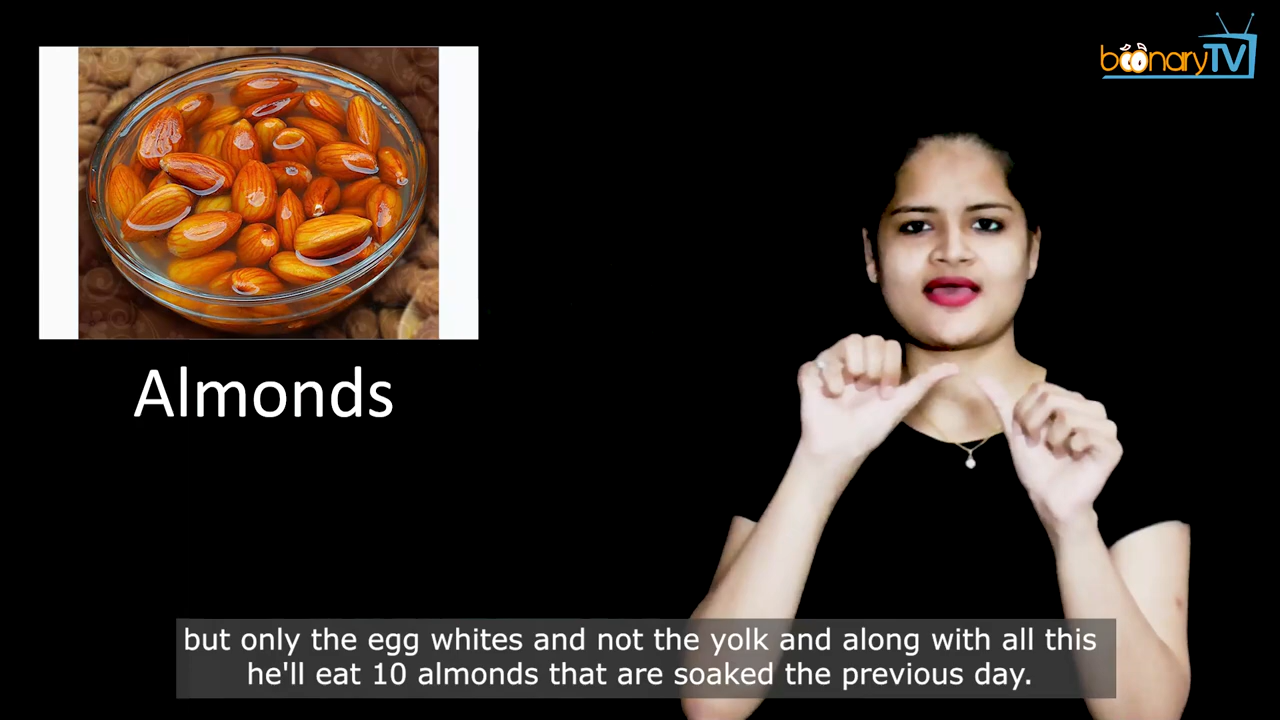 boonaryTV
Almonds
but only the egg whites and not the yolk and along with all this
he'll eat 10 almonds that are soaked the previous day.